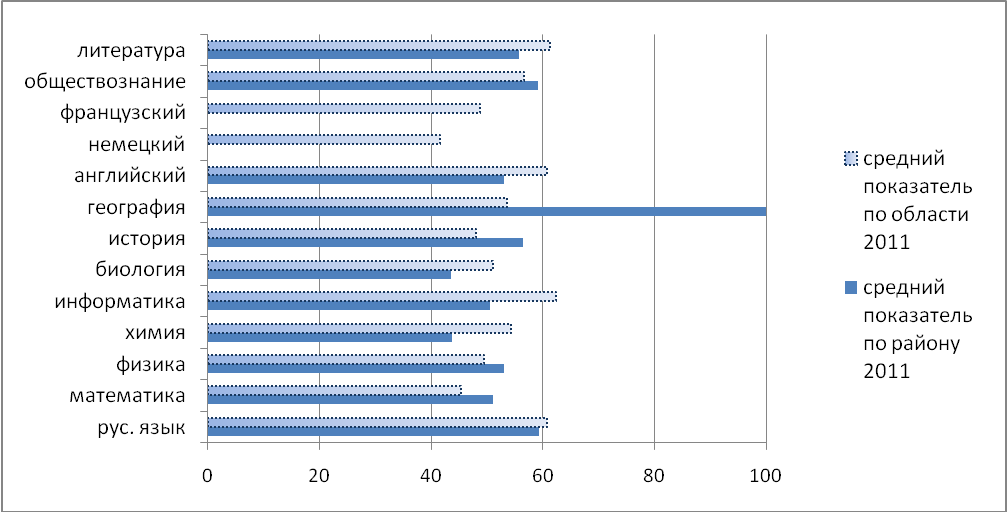 литература
обществознание
французский
немецкий
английский
география
история
биология
информатика
химия
физика
математика
рус. язык
0 20 40 60 80 100
средний
показатель
по области
2011
средний
показатель
по району
2011